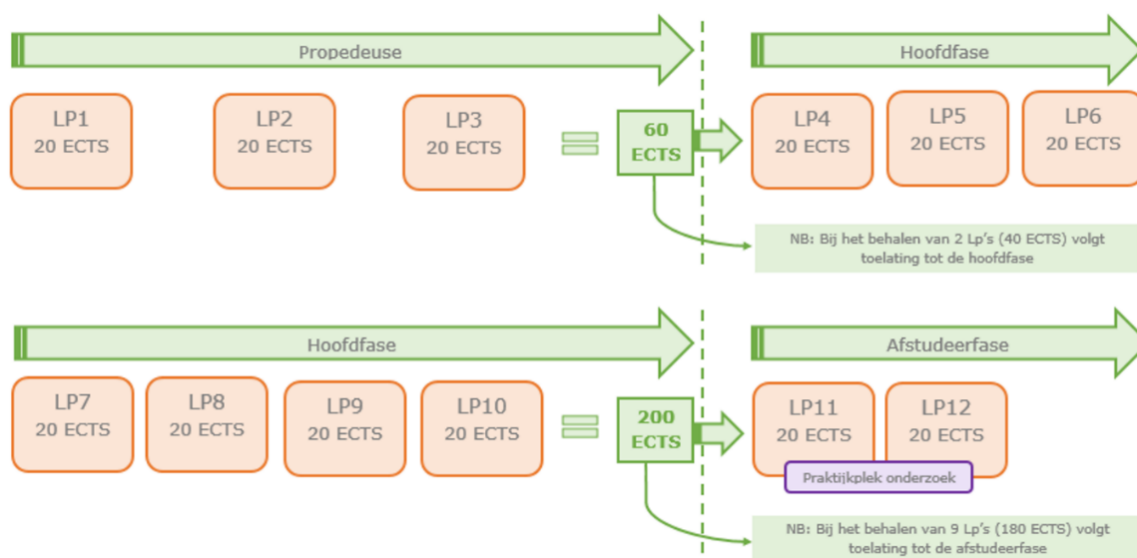 Propedeuse
Hoofdfase
LP1
20 ECTS
LP2
20 ECTS
LP3
20 ECTS
60
ECTS
LP4
20 ECTS
LP5
20 ECTS
LP6
20 ECTS
NB: Bij het behalen van 2 Lp's (40 ECTS) volgt
toelating tot de hoofdfase
Hoofdfase
Afstudeerfase
LP7
20 ECTS
LP8
20 ECTS
LP9
20 ECTS
LP10
20 ECTS
200
ECTS
LP11
20 ECTS
LP12
20 ECTS
Praktijkplek onderzoek
NB: Bij het behalen van 9 Lp's (180 ECTS) volgt
toelating tot de afstudeerfase